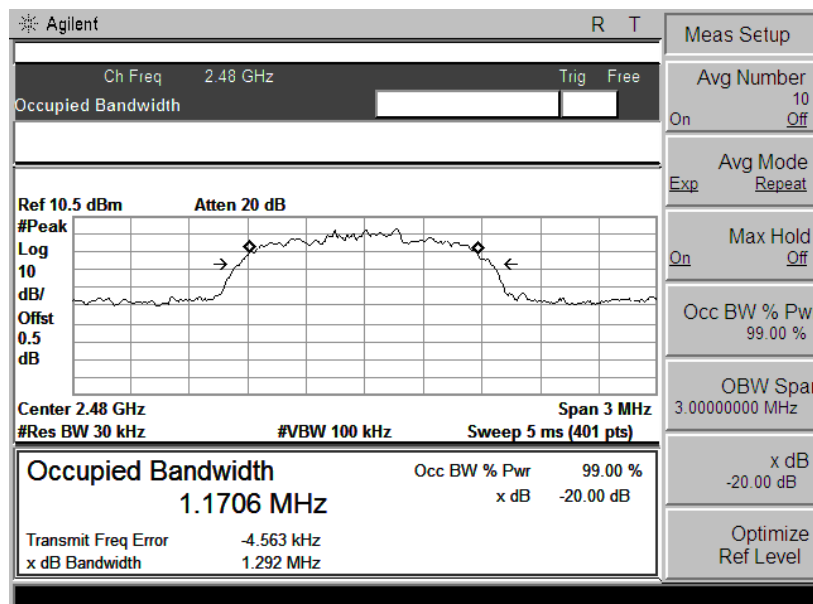 Agilent R T
Meas Setup
Ch Freq 2.48 GHz Trig Free
Occupied Bandwidth
Avg Number
10
On Off
Avg Mode
Exp Repeat
Ref 10.5 dBm Atten 20 dB
#Peak
Log
10
dB/
Offst
0.5
dB
Max Hold
On Off
Occ BW % Pw
99.00 %
Center 2.48 GHz Span 3 MHz
#Res BW 30 kHz #VBW 100 kHz Sweep 5 ms (401 pts)
OBW Spa
3.00000000 MHz
Occupied Bandwidth Occ BW % Pwr 99.00 %
1.1706 MHz x dB -20.00 dB
Transmit Freq Error -4.563 kHz
x dB Bandwidth 1.292 MHz
x dB
-20.00 dB
Optimize
Ref Level